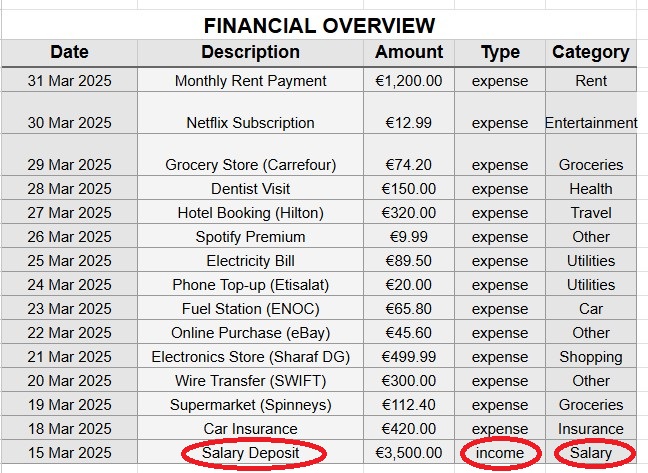 FINANCIAL OVERVIEW
Date Description Amount Type Category
31 Mar 2025 Monthly Rent Payment €1,200.00 expense Rent
30 Mar 2025 Netflix Subscription €12.99 expense Entertainment
29 Mar 2025 Grocery Store (Carrefour) €74.20 expense Groceries
28 Mar 2025 Dentist Visit €150.00 expense Health
27 Mar 2025 Hotel Booking (Hilton) €320.00 expense Travel
26 Mar 2025 Spotify Premium €9.99 expense Other
25 Mar 2025 Electricity Bill €89.50 expense Utilities
24 Mar 2025 Phone Top-up (Etisalat) €20.00 expense Utilities
23 Mar 2025 Fuel Station (ENOC) €65.80 expense Car
22 Mar 2025 Online Purchase (eBay) €45.60 expense Other
21 Mar 2025 Electronics Store (Sharaf DG) €499.99 expense Shopping
20 Mar 2025 Wire Transfer (SWIFT) €300.00 expense Other
19 Mar 2025 Supermarket (Spinneys) €112.40 expense Groceries
18 Mar 2025 Car Insurance €420.00 expense Insurance
15 Mar 2025 Salary Deposit €3,500.00 income Salary